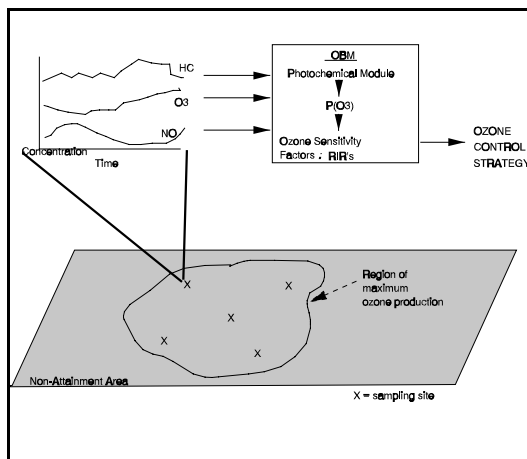 HC
O3
NO
Concentration
Time
OBM
Photochemical Module
P(O3)
Ozone Sensitivity
Factors : RIR's
OZONE
CONTROL
STRATEGY
Region of
maximum
ozone production
X
X
X
X
X
Non-Attainment Area
X = sampling site